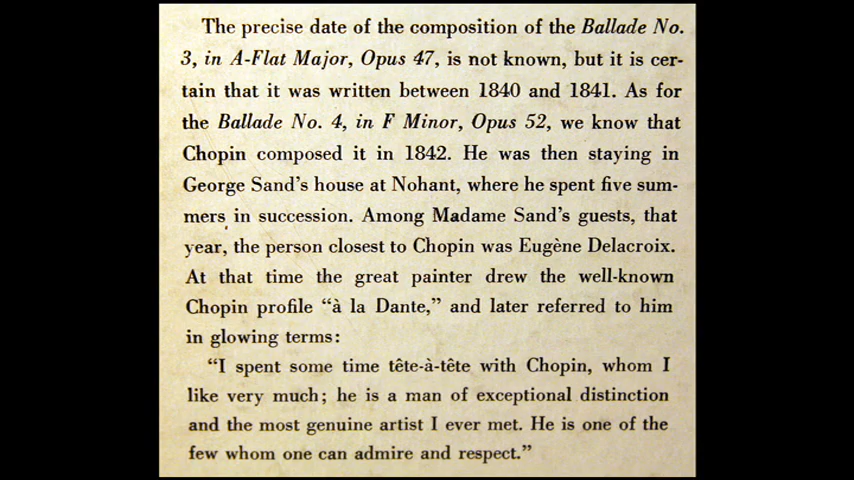 The precise date of the composition of the Ballade No.
3, in A-Flat Major, Opus 47, is not known, but it is cer-
tain that it was written between 1840 and 1841. As for
the Ballade No. 4, in F Minor, Opus 52, we know that
Chopin composed it in 1842. He was then staying in
George Sand’s house at Nohant, where he spent five sum-
mers in succession. Among Madame Sand’s guests, that
year, the person closest to Chopin was Eugène Delacroix.
At that time the great painter drew the well-known
Chopin profile “à la Dante,” and later referred to him
in glowing terms:
“I spent some time tête-à-tête with Chopin, whom I
like very much; he is a man of exceptional distinction
and the most genuine artist I ever met. He is one of the
few whom one can admire and respect.”